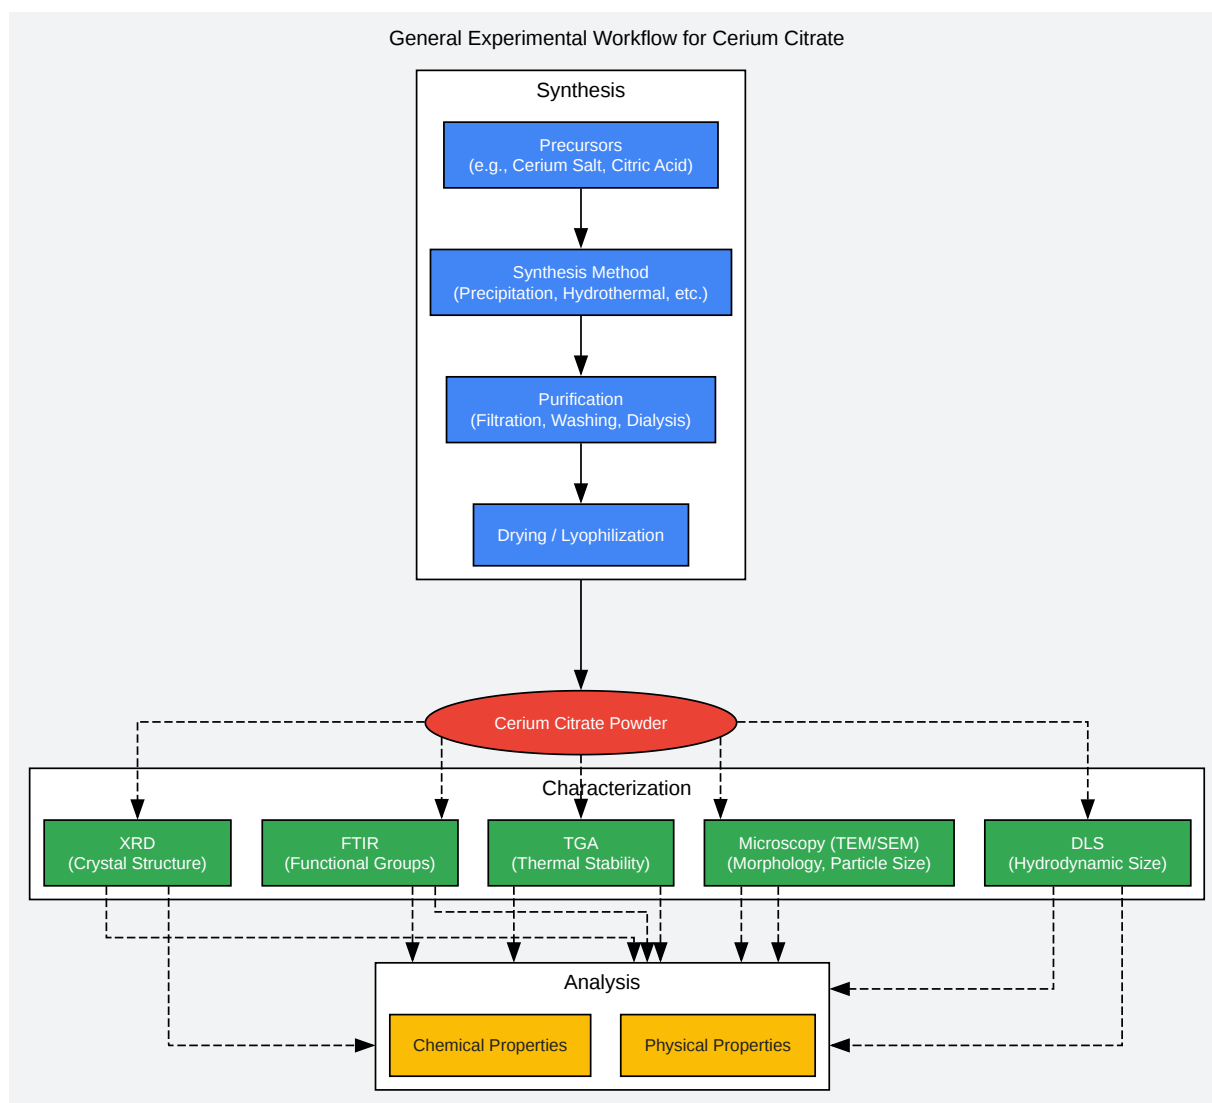 General Experimental Workflow for Cerium Citrate
Synthesis
Precursors
(e.g., Cerium Salt, Citric Acid)
Synthesis Method
(Precipitation, Hydrothermal, etc.)
Purification
(Filtration, Washing, Dialysis)
Drying / Lyophilization
Cerium Citrate Powder
Characterization
XRD
(Crystal Structure)
FTIR
(Functional Groups)
TGA
(Thermal Stability)
Microscopy (TEM/SEM)
(Morphology, Particle Size)
DLS
(Hydrodynamic Size)
Analysis
Chemical Properties
Physical Properties